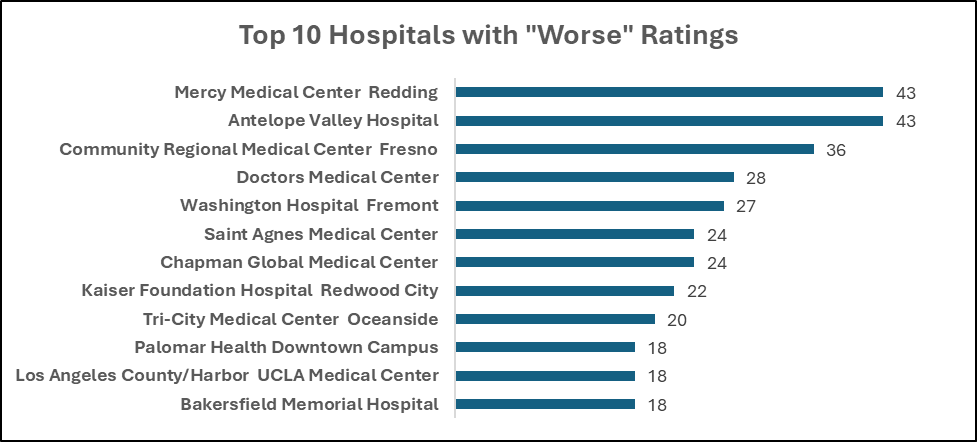 Top 10 Hospitals with "Worse" Ratings
Mercy Medical Center  Redding 43
Antelope Valley Hospital 43
Community Regional Medical Center  Fresno 36
Doctors Medical Center 28
Washington Hospital  Fremont 27
Saint Agnes Medical Center 24
Chapman Global Medical Center 24
Kaiser Foundation Hospital  Redwood City 22
Tri-City Medical Center  Oceanside 20
Palomar Health Downtown Campus 18
Los Angeles County/Harbor  UCLA Medical Center 18
Bakersfield Memorial Hospital 18